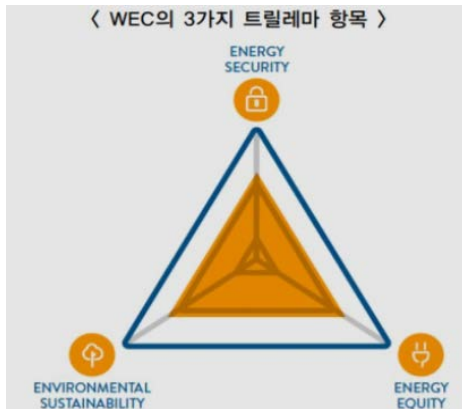 < WEC의 3가지 트릴레마 항목 >
ENERGY
SECURITY
ENVIRONMENTAL
SUSTAINABILITY
ENERGY
EQUITY